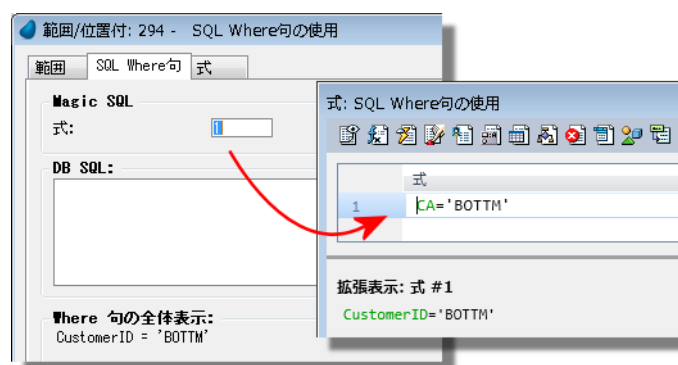 範囲/位置付: 294 - SQL Where句の使用
範囲 SQL Where句 式
Magic SQL
式: 1
DB SQL:
Where 句の全体表示:
CustomerID = 'BOTTM'
式: SQL Where句の使用
式
1 CA='BOTTM'
拡張表示: 式 #1
CustomerID='BOTTM'